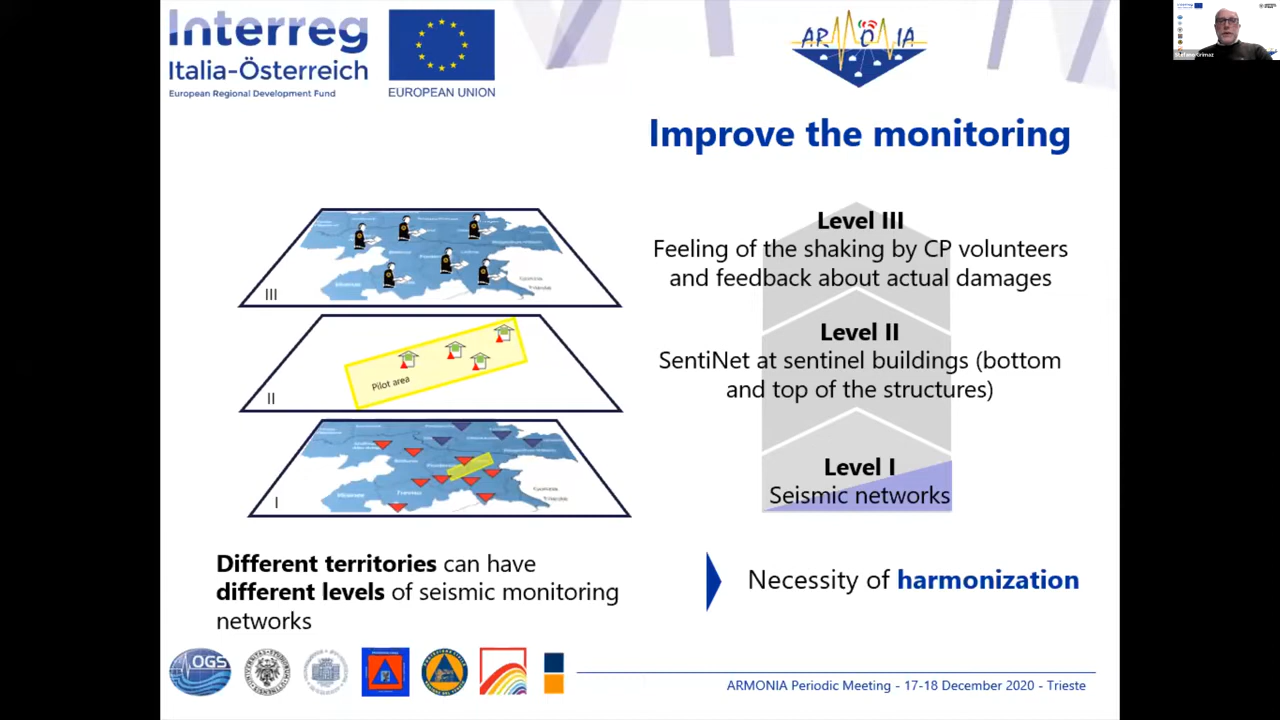 Interreg
Italia-Österreich
European Regional Development Fund
EUROPEAN UNION
ARMONIA
Stefano Grimaz
Improve the monitoring
III
II
Pilot area
I
Level III
Feeling of the shaking by CP volunteers
and feedback about actual damages
Level II
SentiNet at sentinel buildings (bottom
and top of the structures)
Level I
Seismic networks
Different territories can have
different levels of seismic monitoring
networks
Necessity of harmonization
OGS
ARMONIA Periodic Meeting - 17-18 December 2020 - Trieste